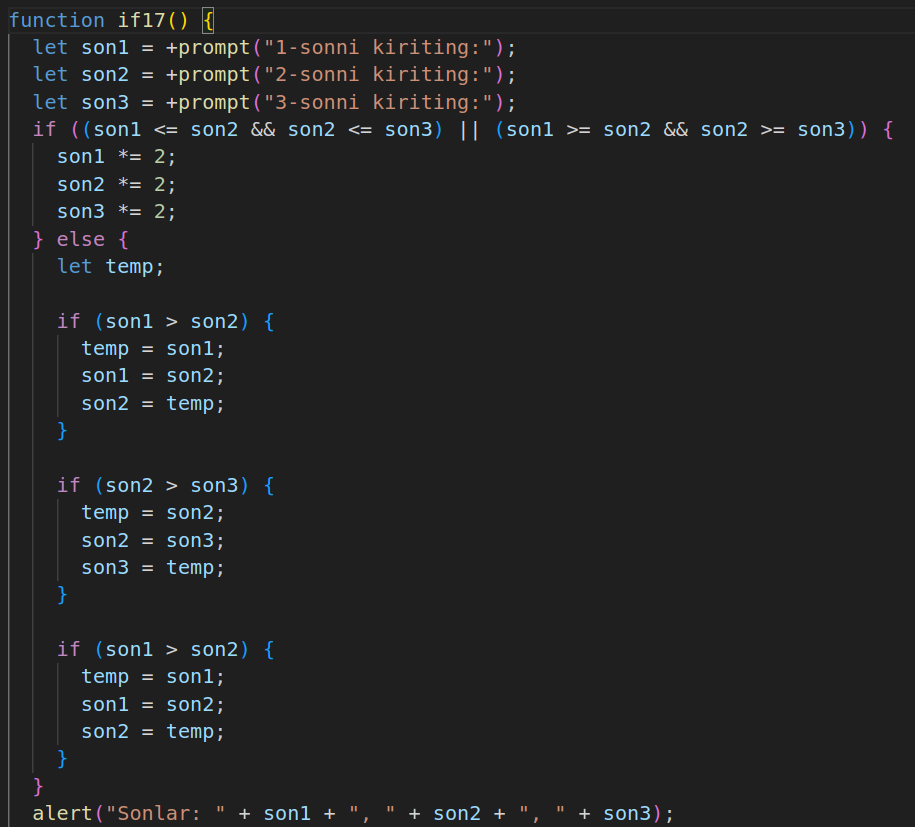 function if17() {
  let son1 = +prompt("1-sonni kiriting:");
  let son2 = +prompt("2-sonni kiriting:");
  let son3 = +prompt("3-sonni kiriting:");
  if ((son1 <= son2 && son2 <= son3) || (son1 >= son2 && son2 >= son3)) {
    son1 *= 2;
    son2 *= 2;
    son3 *= 2;
  } else {
    let temp;

    if (son1 > son2) {
      temp = son1;
      son1 = son2;
      son2 = temp;
    }

    if (son2 > son3) {
      temp = son2;
      son2 = son3;
      son3 = temp;
    }

    if (son1 > son2) {
      temp = son1;
      son1 = son2;
      son2 = temp;
    }
  }
  alert("Sonlar: " + son1 + ", " + son2 + ", " + son3);